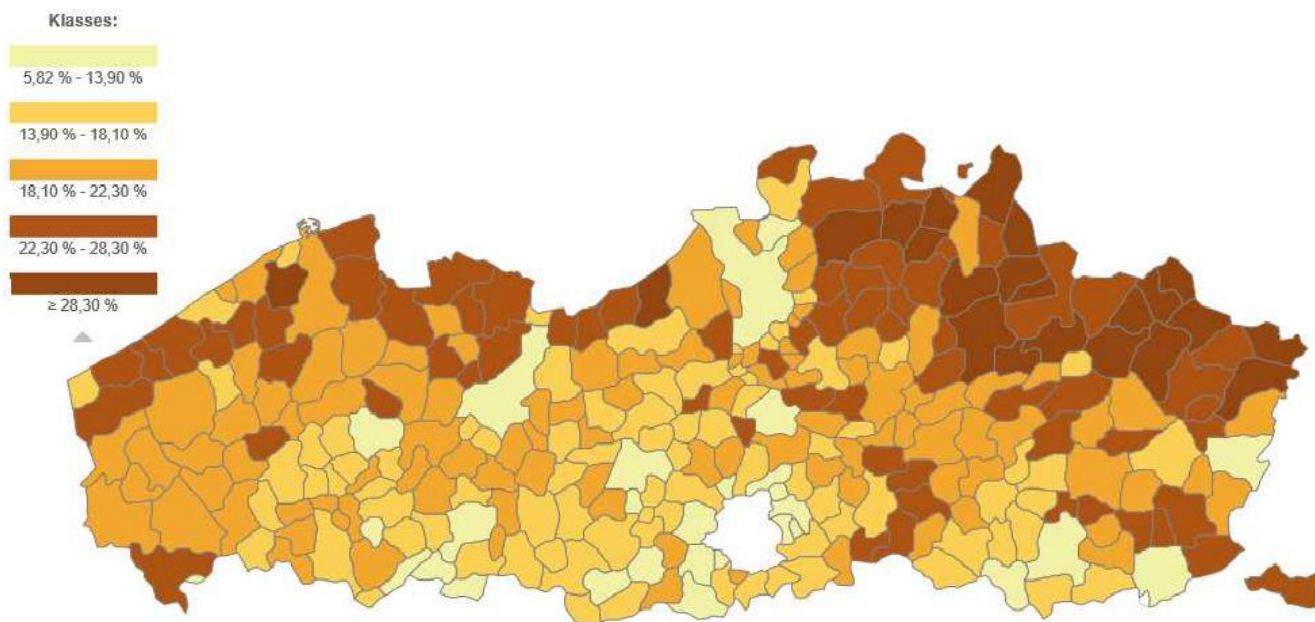 Klasses:
5,82 % - 13,90 %
13,90 % - 18,10 %
18,10 % - 22,30 %
22,30 % - 28,30 %
≥ 28,30 %